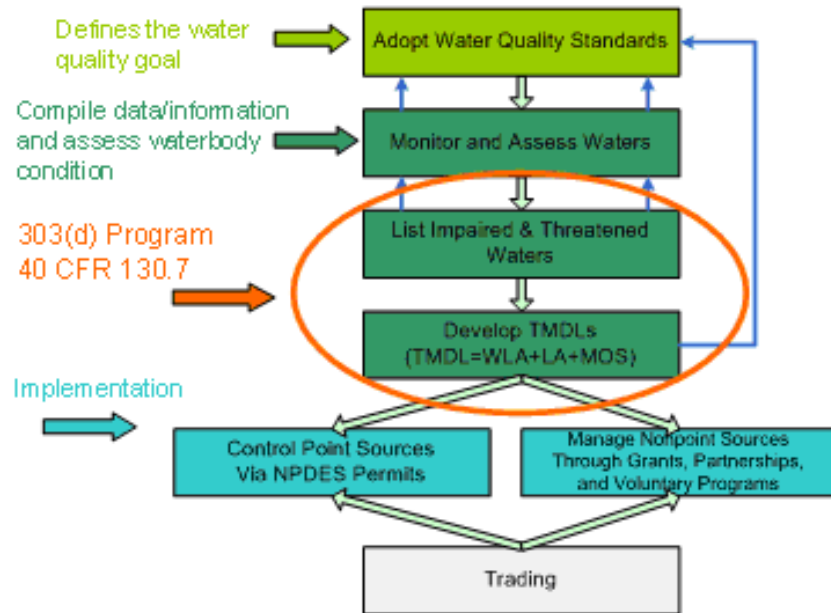 Defines the water
quality goal
Adopt Water Quality Standards
Compile data/information
and assess waterbody
condition
Monitor and Assess Waters
303(d) Program
40 CFR 130.7
List Impaired & Threatened
Waters
Develop TMDLs
(TMDL=WLA+LA+MOS)
Implementation
Control Point Sources
Via NPDES Permits
Manage Nonpoint Sources
Through Grants, Partnerships,
and Voluntary Programs
Trading